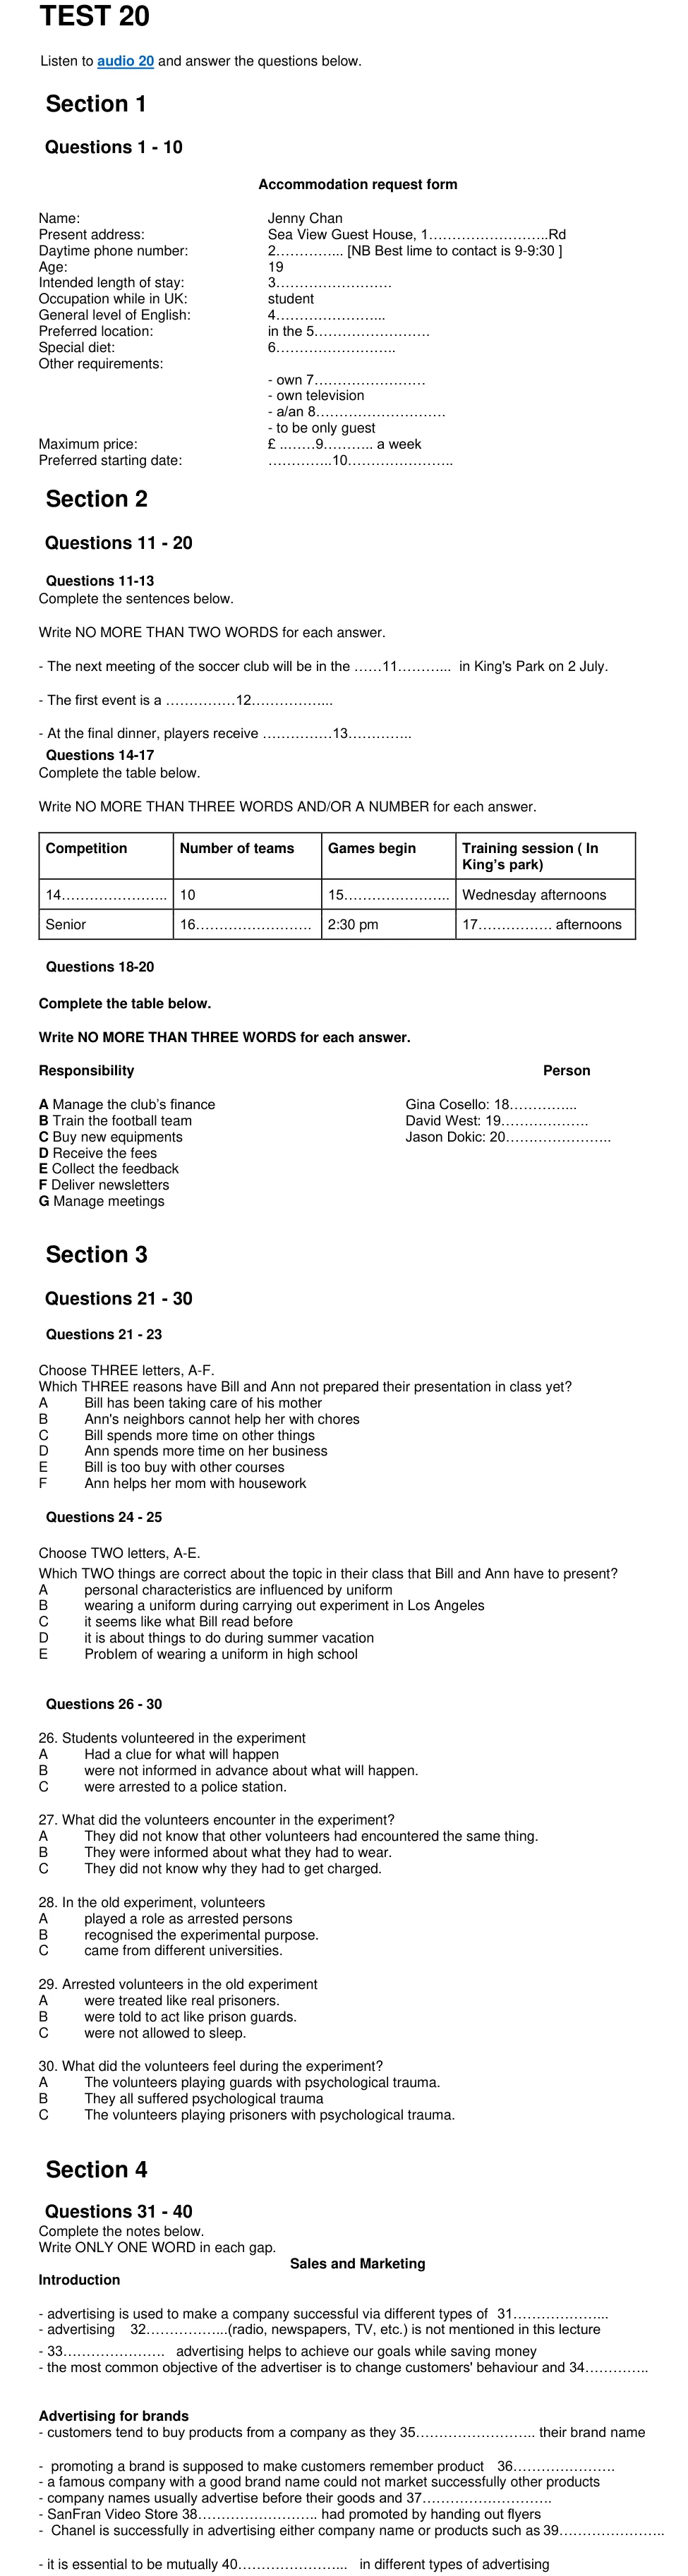 TEST 20
Listen to audio 20 and answer the questions below.
Section 1
Questions 1 - 10
Accommodation request form
Name: Jenny Chan
Present address: Sea View Guest House, 1……………………..Rd
Daytime phone number: 2………….. [NB Best lime to contact is 9-9:30 ]
Age: 19
Intended length of stay: 3…………………….
Occupation while in UK: student
General level of English: 4…………………..
Preferred location: in the 5…………………….
Special diet: 6……………………..
Other requirements:
- own 7……………………
- own television
- a/an 8……………………….
- to be only guest
Maximum price: £ ..……9……….. a week
Preferred starting date: …………..10…………………..
Section 2
Questions 11 - 20
Questions 11-13
Complete the sentences below.
Write NO MORE THAN TWO WORDS for each answer.
- The next meeting of the soccer club will be in the ……11………... in King's Park on 2 July.
- The first event is a ……………12……………...
- At the final dinner, players receive ……………13…………..
Questions 14-17
Complete the table below.
Write NO MORE THAN THREE WORDS AND/OR A NUMBER for each answer.
Competition Number of teams Games begin Training session ( In
King’s park)
14………………….. 10 15………………….. Wednesday afternoons
Senior 16……………………. 2:30 pm 17……………. afternoons
Questions 18-20
Complete the table below.
Write NO MORE THAN THREE WORDS for each answer.
Responsibility Person
A Manage the club’s finance Gina Cosello: 18…………...
B Train the football team David West: 19……………….
C Buy new equipments Jason Dokic: 20…………………..
D Receive the fees
E Collect the feedback
F Deliver newsletters
G Manage meetings
Section 3
Questions 21 - 30
Questions 21 - 23
Choose THREE letters, A-F.
Which THREE reasons have Bill and Ann not prepared their presentation in class yet?
A Bill has been taking care of his mother
B Ann's neighbors cannot help her with chores
C Bill spends more time on other things
D Ann spends more time on her business
E Bill is too buy with other courses
F Ann helps her mom with housework
Questions 24 - 25
Choose TWO letters, A-E.
Which TWO things are correct about the topic in their class that Bill and Ann have to present?
A personal characteristics are influenced by uniform
B wearing a uniform during carrying out experiment in Los Angeles
C it seems like what Bill read before
D it is about things to do during summer vacation
E Problem of wearing a uniform in high school
Questions 26 - 30
26. Students volunteered in the experiment
A Had a clue for what will happen
B were not informed in advance about what will happen.
C were arrested to a police station.
27. What did the volunteers encounter in the experiment?
A They did not know that other volunteers had encountered the same thing.
B They were informed about what they had to wear.
C They did not know why they had to get charged.
28. In the old experiment, volunteers
A played a role as arrested persons
B recognised the experimental purpose.
C came from different universities.
29. Arrested volunteers in the old experiment
A were treated like real prisoners.
B were told to act like prison guards.
C were not allowed to sleep.
30. What did the volunteers feel during the experiment?
A The volunteers playing guards with psychological trauma.
B They all suffered psychological trauma
C The volunteers playing prisoners with psychological trauma.
Section 4
Questions 31 - 40
Complete the notes below.
Write ONLY ONE WORD in each gap.
Sales and Marketing
Introduction
- advertising is used to make a company successful via different types of 31………………...
- advertising 32……………...(radio, newspapers, TV, etc.) is not mentioned in this lecture
- 33…………………. advertising helps to achieve our goals while saving money
- the most common objective of the advertiser is to change customers' behaviour and 34…………..
Advertising for brands
- customers tend to buy products from a company as they 35…………………….. their brand name
- promoting a brand is supposed to make customers remember product 36………………….
- a famous company with a good brand name could not market successfully other products
- company names usually advertise before their goods and 37……………………….
- SanFran Video Store 38…………………….. had promoted by handing out flyers
- Chanel is successfully in advertising either company name or products such as 39…………………..
- it is essential to be mutually 40…………………... in different types of advertising